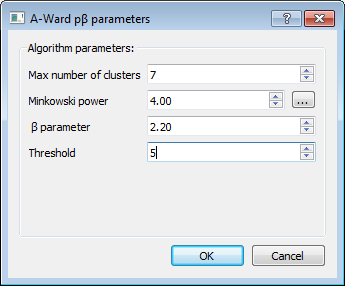 A-Ward pβ parameters
Algorithm parameters:
Max number of clusters 7
Minkowski power 4.00 ...
β parameter 2.20
Threshold 5
OK Cancel